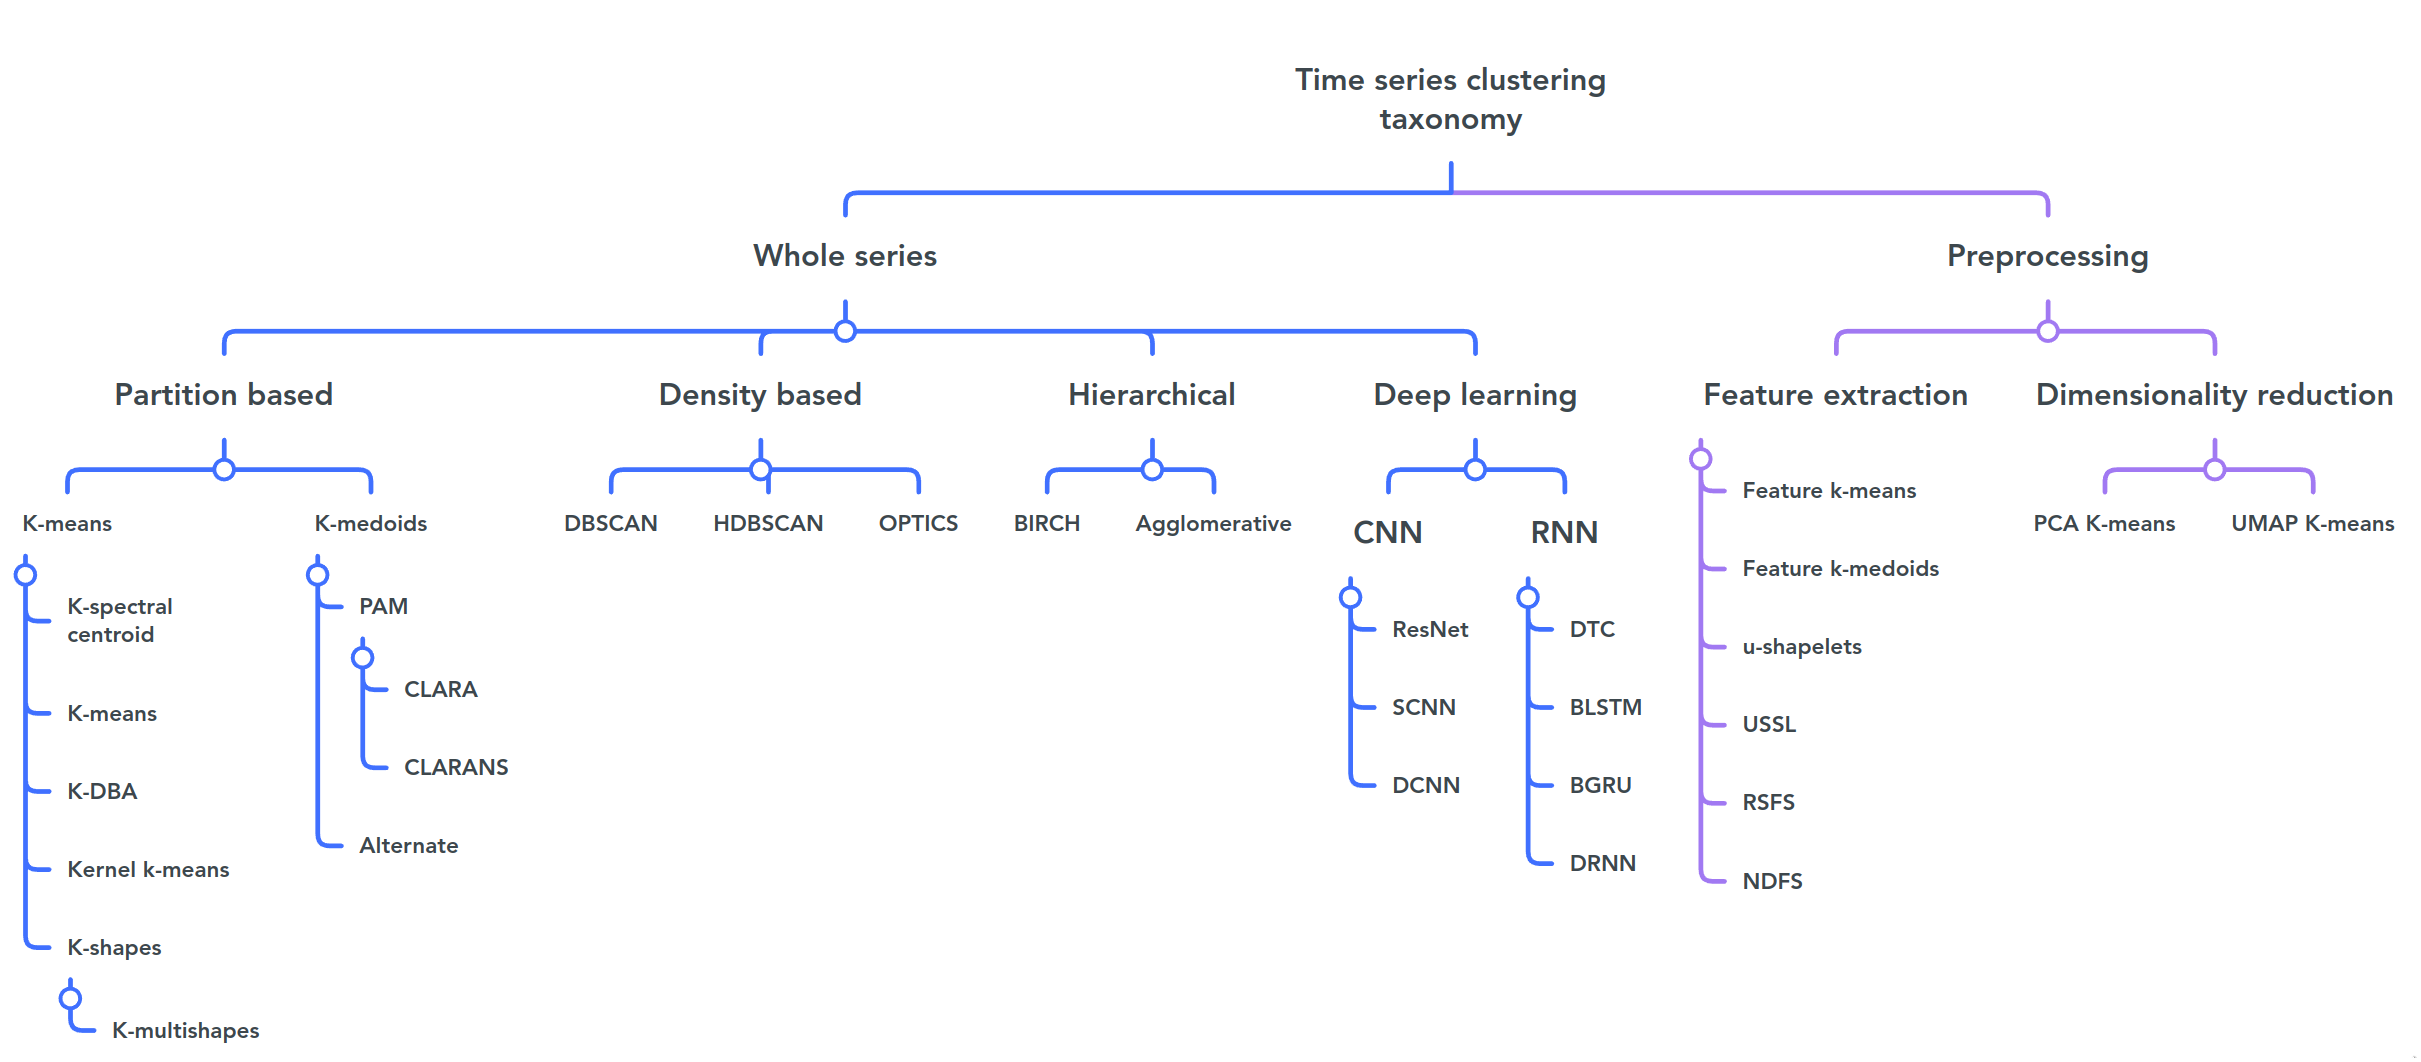 Time series clustering
taxonomy
Whole series
Preprocessing
Partition based
Density based
Hierarchical
Deep learning
Feature extraction
Dimensionality reduction
K-means
K-spectral
centroid
K-means
K-DBA
Kernel k-means
K-shapes
K-multishapes
K-medoids
PAM
CLARA
CLARANS
Alternate
DBSCAN
HDBSCAN
OPTICS
BIRCH
Agglomerative
CNN
ResNet
SCNN
DCNN
RNN
DTC
BLSTM
BGRU
DRNN
Feature k-means
Feature k-medoids
u-shapelets
USSL
RSFS
NDFS
PCA K-means
UMAP K-means